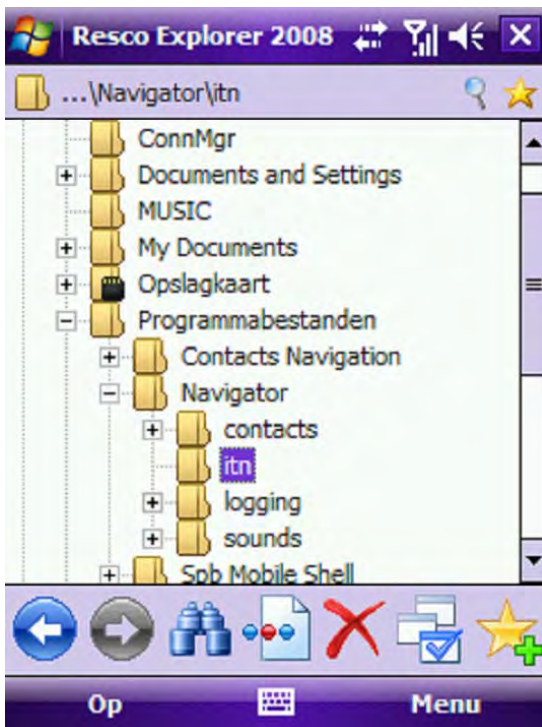 Resco Explorer 2008
...\Navigator\itn
ConnMgr
Documents and Settings
MUSIC
My Documents
Opslagkaart
Programmabestanden
Contacts Navigation
Navigator
contacts
itn
logging
sounds
Spb Mobile Shell
Op Menu